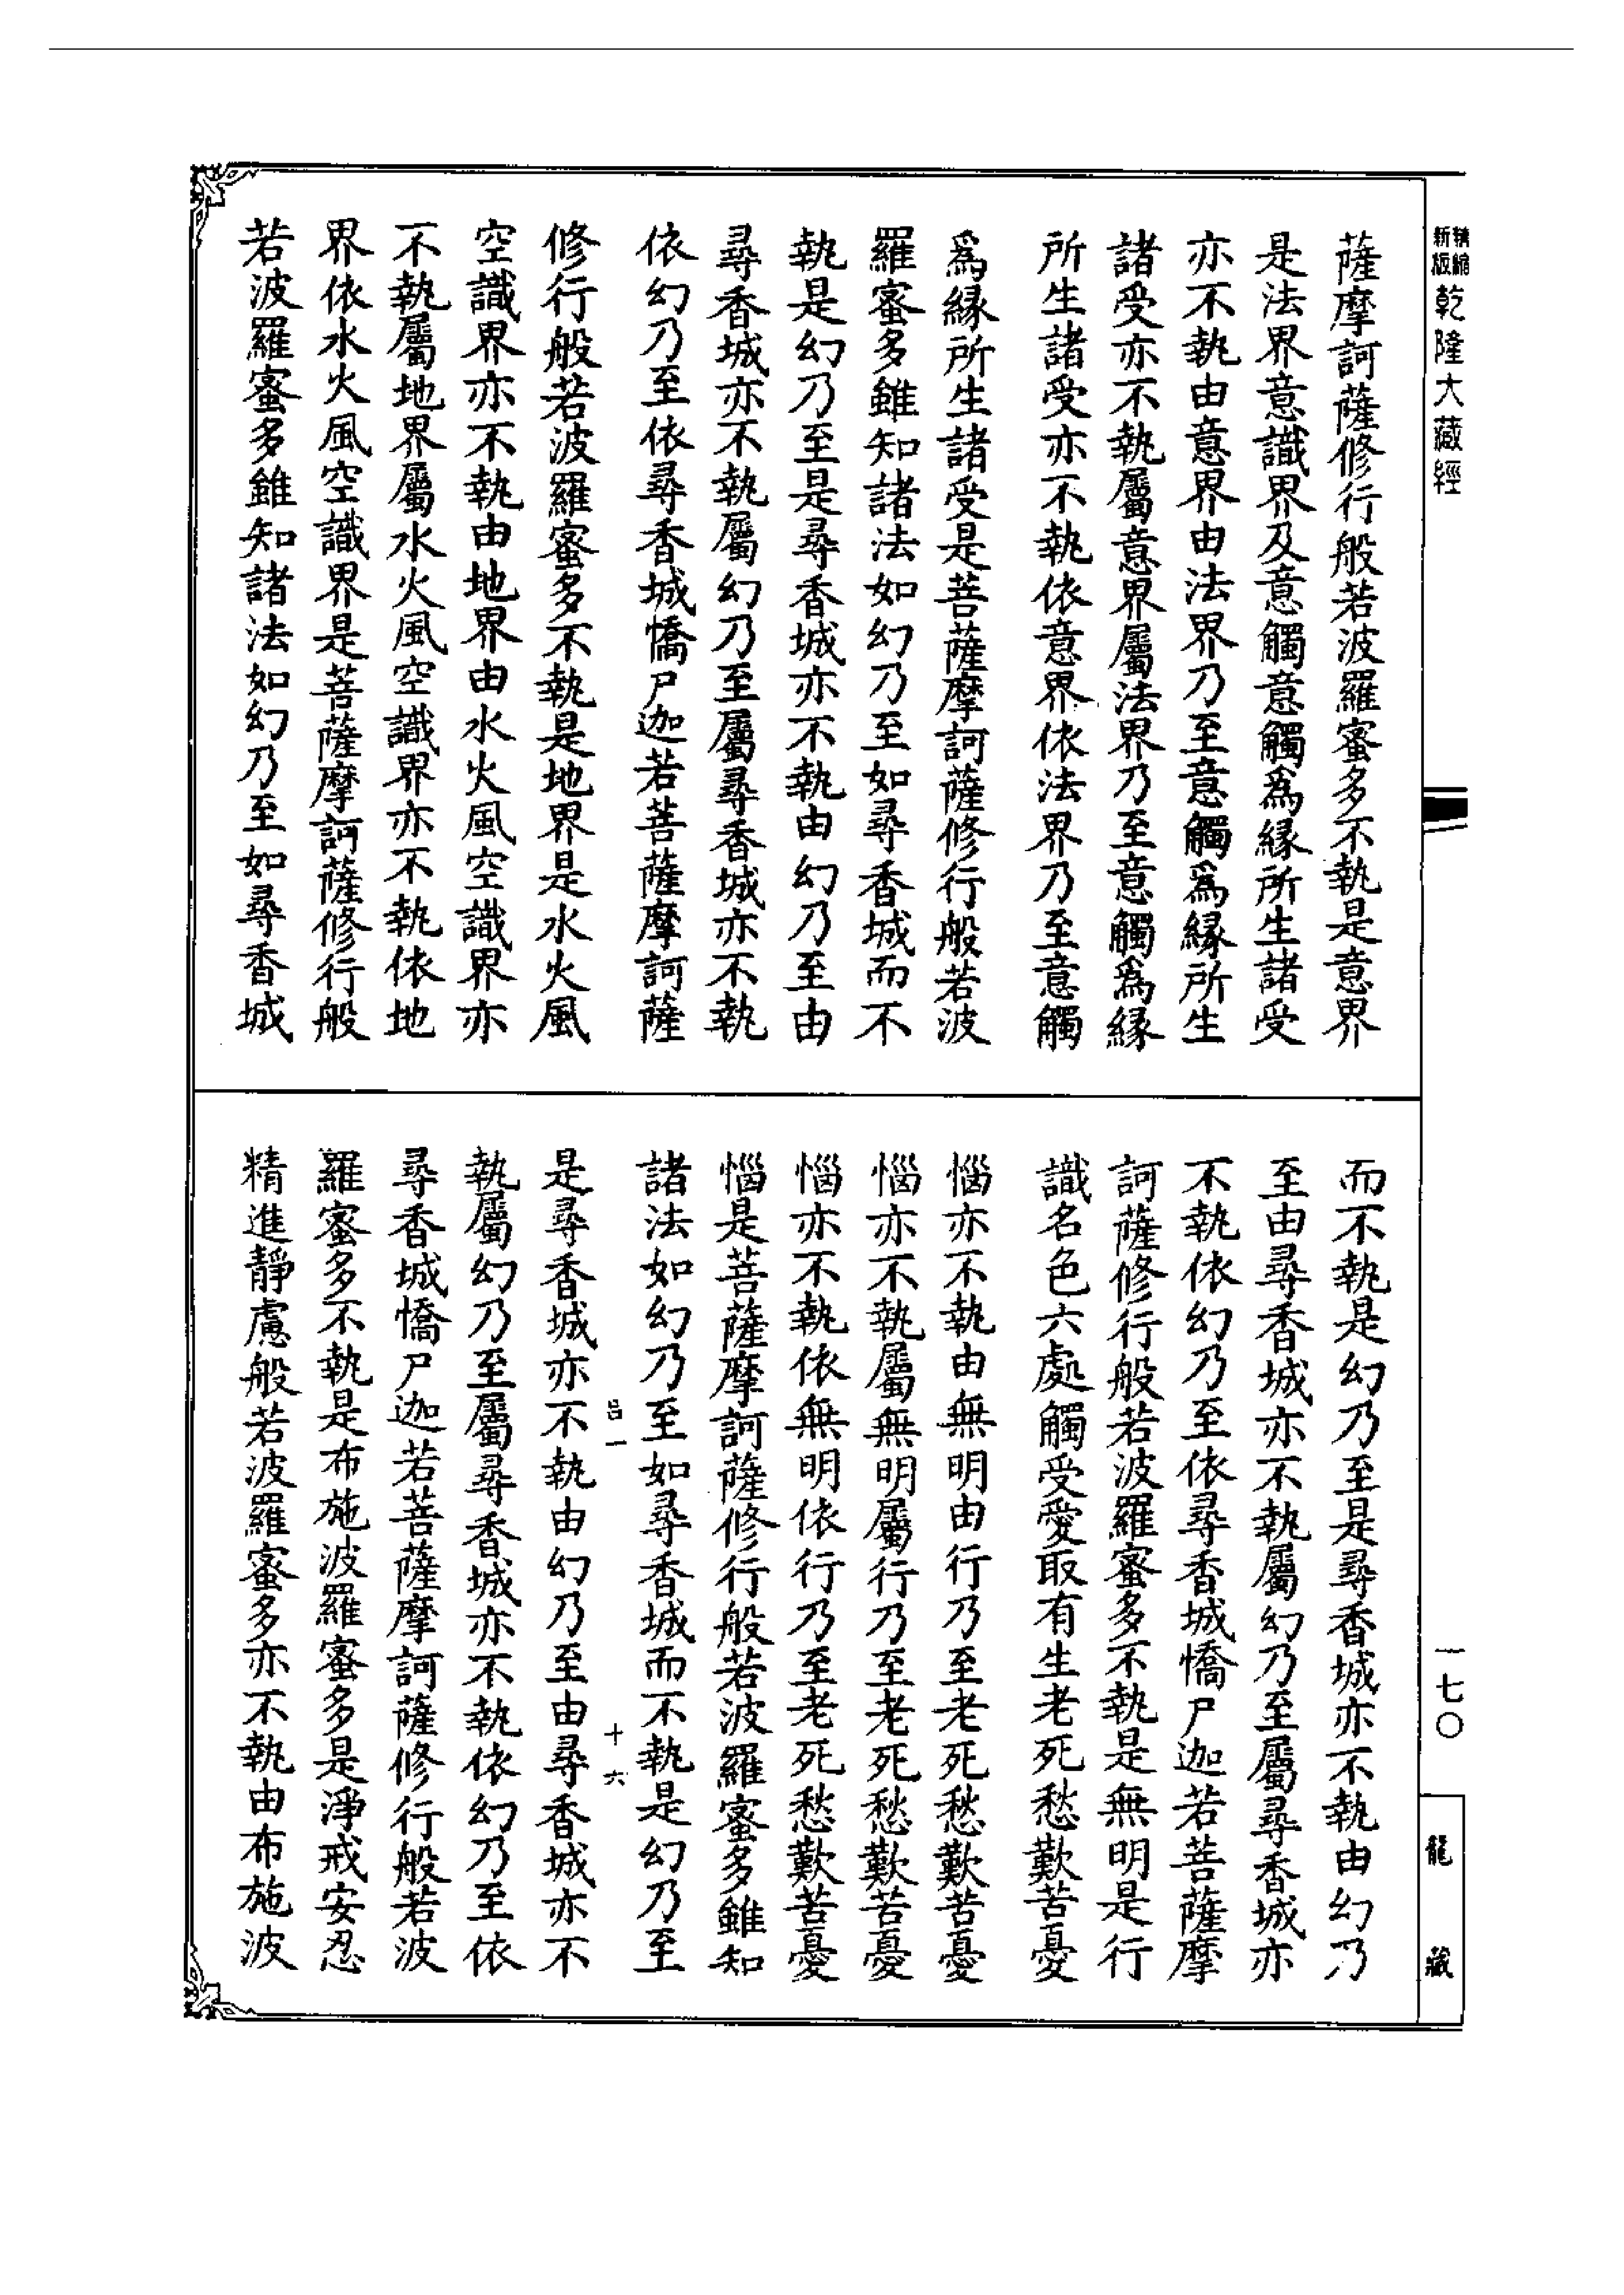 精縮新版乾隆大藏經
一七〇
龍藏
薩摩訶薩修行般若波羅蜜多不執是意界
是法界意識界及意觸意觸爲緣所生諸受
亦不執由意界由法界乃至意觸爲緣所生
諸受亦不執屬意界屬法界乃至意觸爲緣
所生諸受亦不執依意界依法界乃至意觸
爲緣所生諸受是菩薩摩訶薩修行般若波
羅蜜多雖知諸法如幻乃至如尋香城而不
執是幻乃至是尋香城亦不執由幻乃至由
尋香城亦不執屬幻乃至屬尋香城亦不執
依幻乃至依尋香城憍尸迦若菩薩摩訶薩
修行般若波羅蜜多不執是地界是水火風
空識界亦不執由地界由水火風空識界亦
不執屬地界屬水火風空識界亦不執依地
界依水火風空識界是菩薩摩訶薩修行般
若波羅蜜多雖知諸法如幻乃至如尋香城
而不執是幻乃至是尋香城亦不執由幻乃
至由尋香城亦不執屬幻乃至屬尋香城亦
不執依幻乃至依尋香城憍尸迦若菩薩摩
訶薩修行般若波羅蜜多不執是無明是行
識名色六處觸受愛取有生老死愁歎苦憂
惱亦不執由無明由行乃至老死愁歎苦憂
惱亦不執屬無明屬行乃至老死愁歎苦憂
惱亦不執依無明依行乃至老死愁歎苦憂
惱是菩薩摩訶薩修行般若波羅蜜多雖知
諸法如幻乃至如尋香城而不執是幻乃至
呂一 十六
是尋香城亦不執由幻乃至由尋香城亦不
執屬幻乃至屬尋香城亦不執依幻乃至依
尋香城憍尸迦若菩薩摩訶薩修行般若波
羅蜜多不執是布施波羅蜜多是淨戒安忍
精進靜慮般若波羅蜜多亦不執由布施波